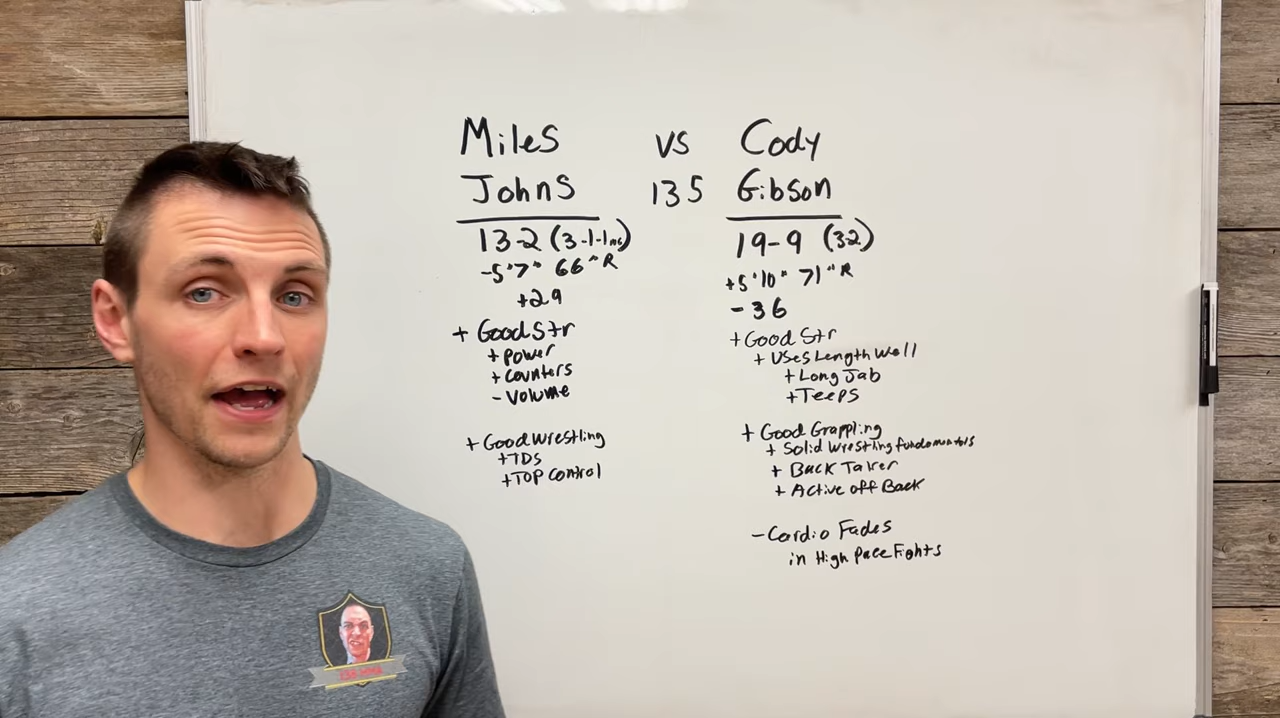 Miles vs Cody
Johns 135 Gibson
13-2 (3-1-1nc)
-5'7" 66"R
+29
+ Good Str
+ Power
+ Counters
- Volume
+ Good Wrestling
+ TDS
+ Top Control
19-9 (3-2)
+5'10" 71"R
- 36
+ Good Str
+ Uses Length Well
+ Long Jab
+ Teeps
+ Good Grappling
+ Solid Wrestling fundamentals
+ Back Taker
+ Active off Back
- Cardio Fades
in High Pace Fights